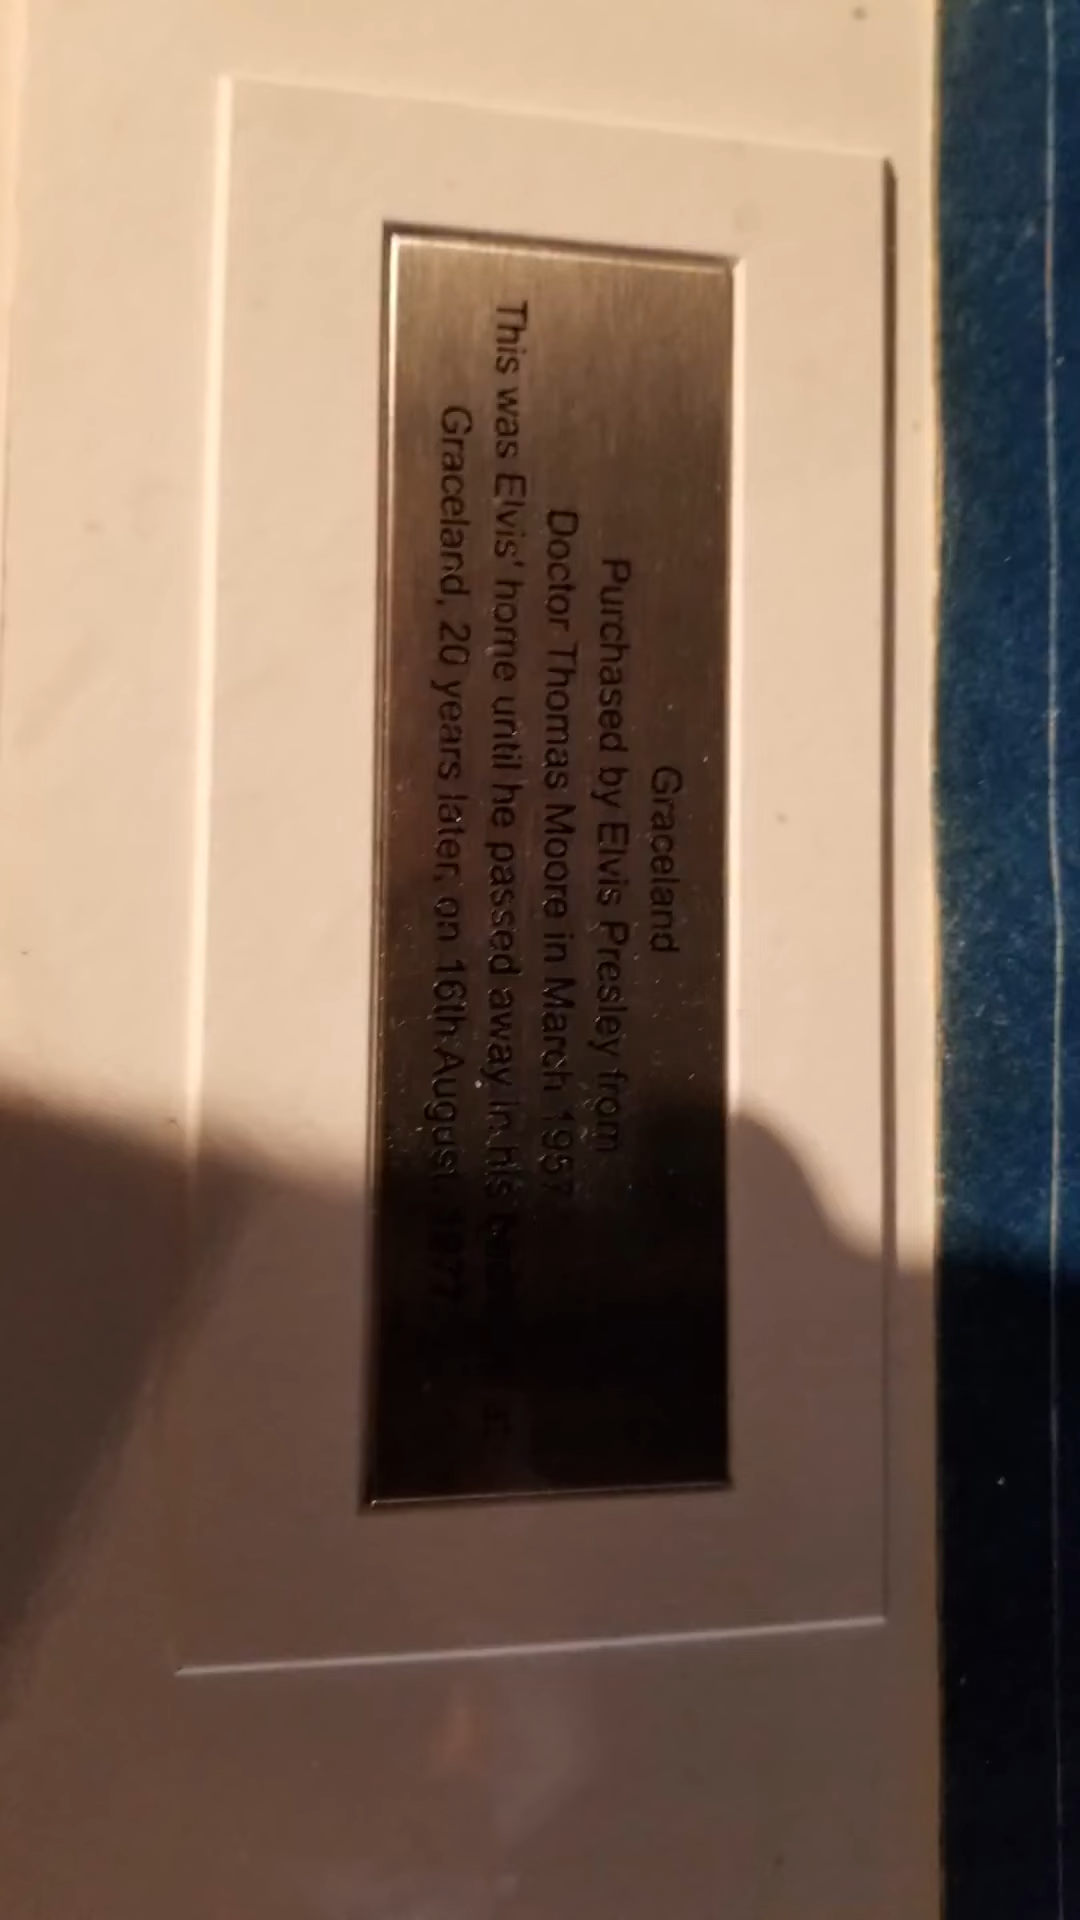 Graceland
Purchased by Elvis Presley from
Doctor Thomas Moore in March 1957
This was Elvis' home until he passed away in his
Graceland, 20 years later, on 16th August, 1977